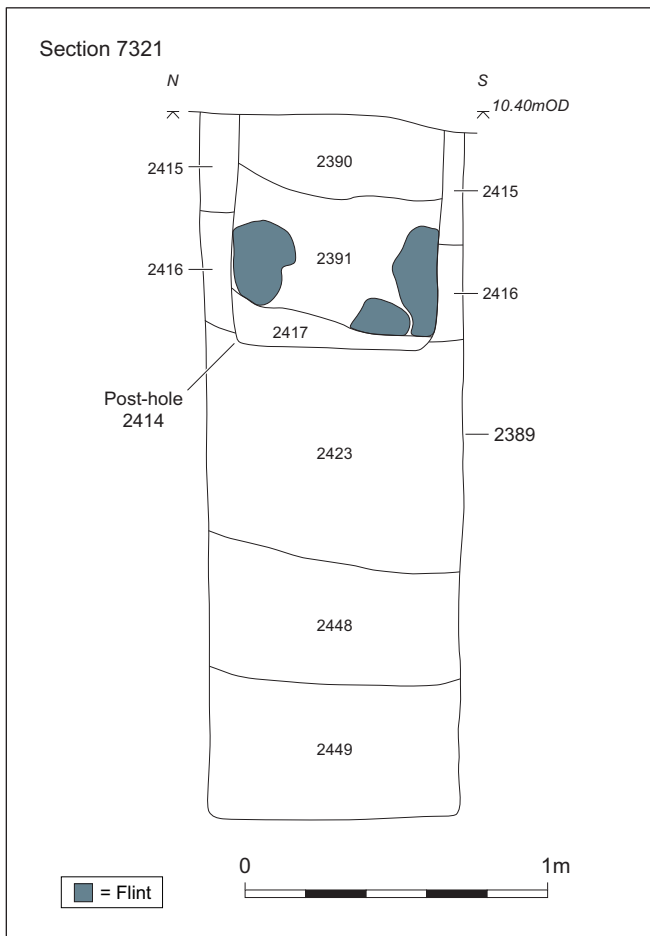 Section 7321
N
S
10.40mOD
2390
2415
2415
2391
2416
2416
2417
Post-hole
2414
2389
2423
2448
2449
= Flint
0
1m